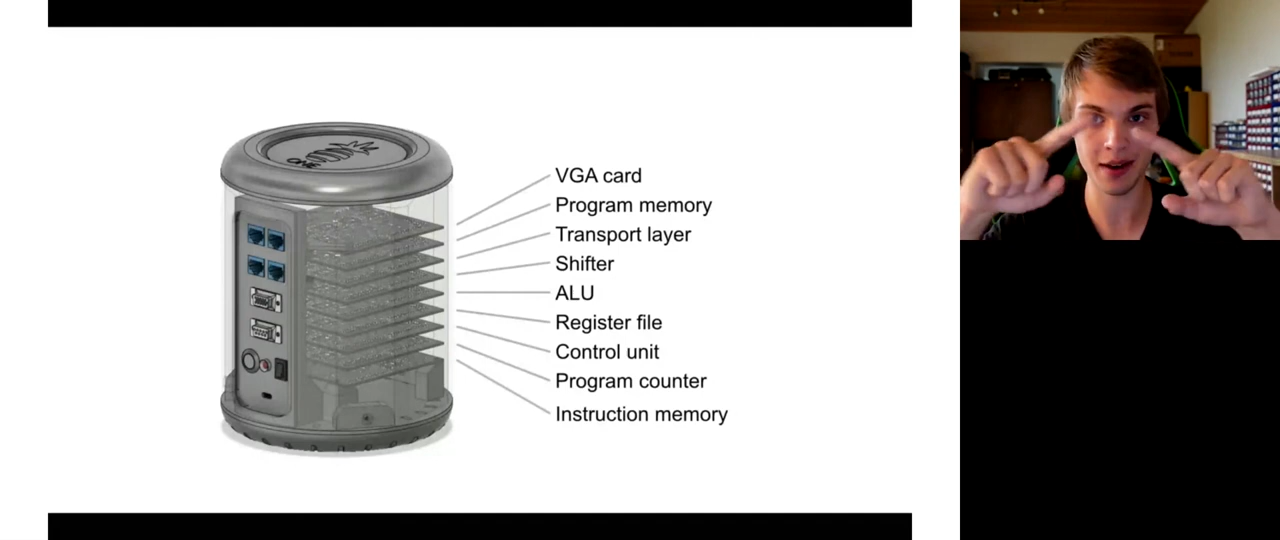 VGA card
Program memory
Transport layer
Shifter
ALU
Register file
Control unit
Program counter
Instruction memory